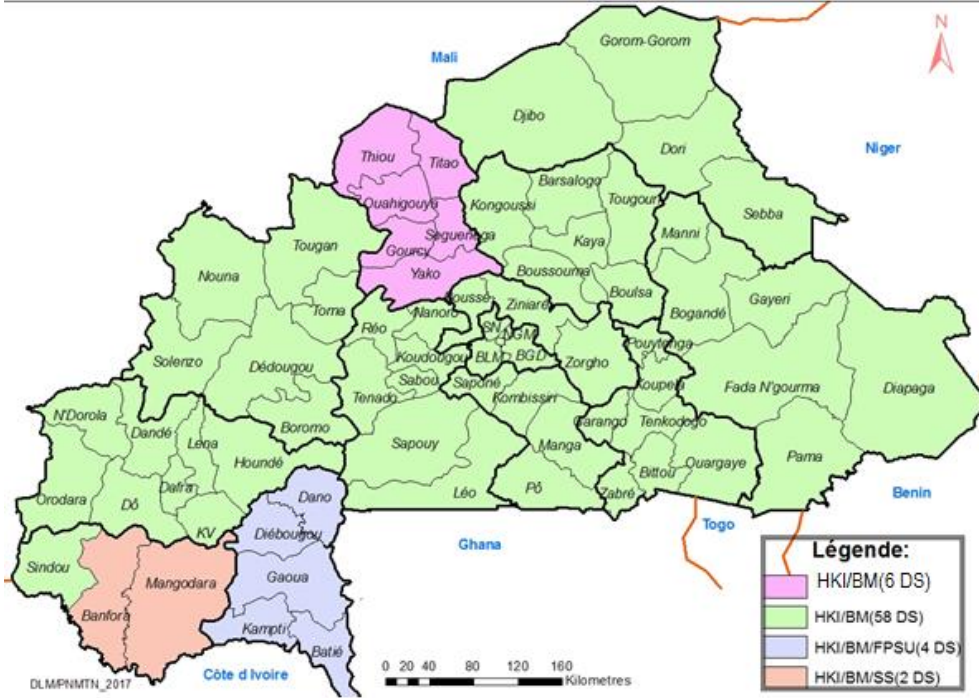 N
Gorom-Gorom
Mali
Djibo
Niger
Dori
Thiou
Titao
Barsalogo
Tougouri
Sebba
Ouahigouya
Kongoussi
Manni
Seguenega
Kaya
Tougan
Gourcy
Nouna
Yako
Boussouma
Boulsa
Gayeri
Toma
Ziniaré
Bogandé
Nanoro
Réo
SN
NGM
Pouytenga
Solenzo
Koudougou
BLM
BGD
Zorgho
Dédougou
Sabou
Saponé
Koupela
Fada N'gourma
Diapaga
Tenado
Kombissiri
N'Dorola
Garango
Tenkodogo
Boromo
Dandé
Lena
Sapouy
Manga
Houndé
Pama
Bittou
Ouargaye
Orodara
Dô
Dafra
Léo
Pô
Zabré
Benin
Dano
KV
Diébougou
Togo
Ghana
Sindou
Mangodara
Gaoua
Banfora
Kampti
Batié
Côte d Ivoire
Légende:
HKI/BM(6 DS)
HKI/BM(58 DS)
HKI/BM/FPSU(4 DS)
HKI/BM/SS(2 DS)
0 20 40 80 120 160
Kilometres
DLM/PNMTN_2017